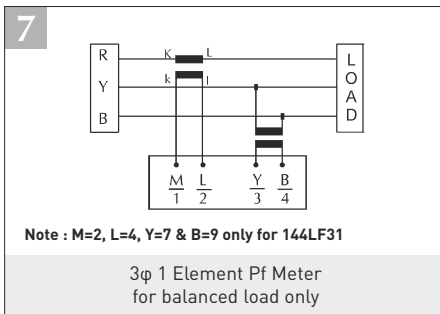 7
R K L L
k l O
Y A
B D
M L Y B
1 2 3 4
Note : M=2, L=4, Y=7 & B=9 only for 144LF31
3φ 1 Element Pf Meter
for balanced load only